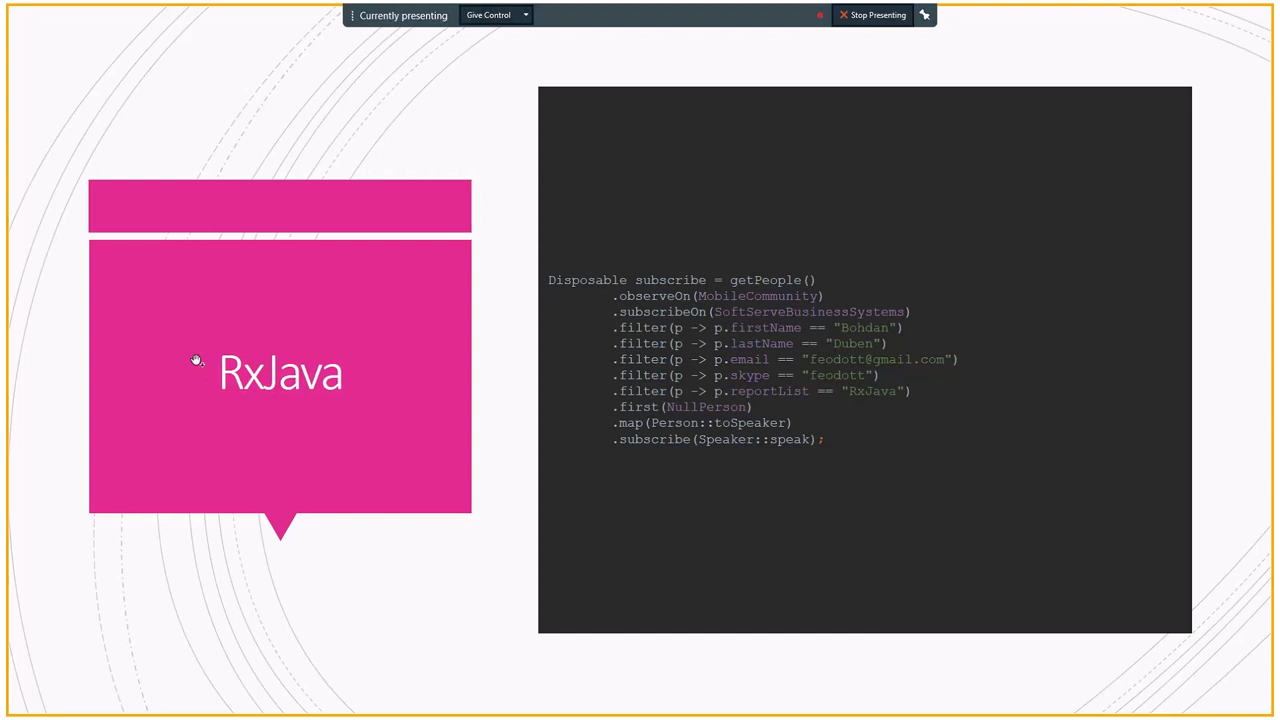 Currently presenting
Give Control
Stop Presenting
RxJava
Disposable subscribe = getPeople()
.observeOn(MobileCommunity)
.subscribeOn(SoftServeBusinessSystems)
.filter(p -> p.firstName == "Bohdan")
.filter(p -> p.lastName == "Duben")
.filter(p -> p.email == "feodott@gmail.com")
.filter(p -> p.skype == "feodott")
.filter(p -> p.reportList == "RxJava")
.first(NullPerson)
.map(Person::toSpeaker)
.subscribe(Speaker::speak);